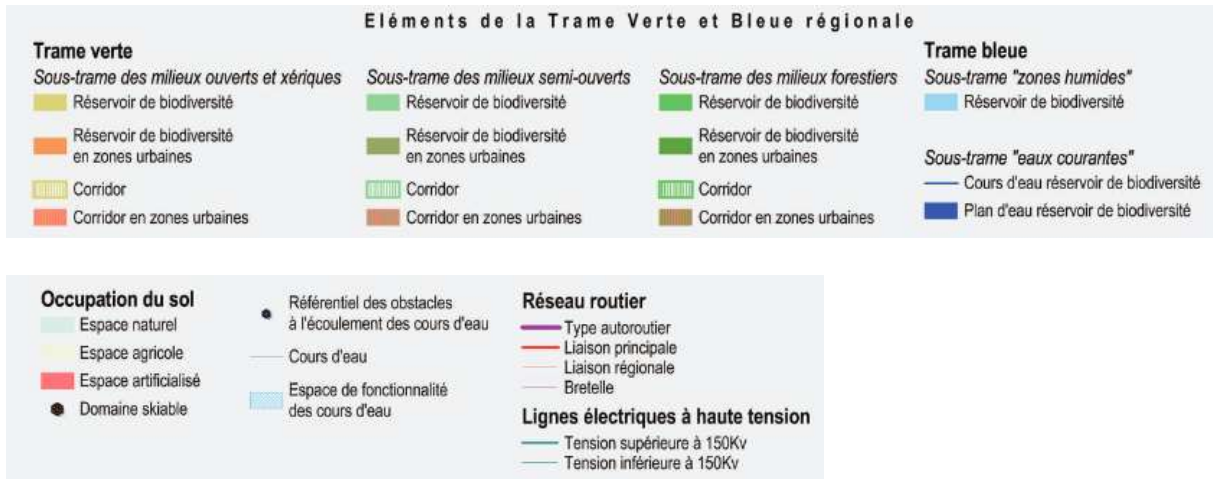 Eléments de la Trame Verte et Bleue régionale
Trame verte
Sous-trame des milieux ouverts et xériques
Réservoir de biodiversité
Réservoir de biodiversité
en zones urbaines
Corridor
Corridor en zones urbaines
Sous-trame des milieux semi-ouverts
Réservoir de biodiversité
Réservoir de biodiversité
en zones urbaines
Corridor
Corridor en zones urbaines
Sous-trame des milieux forestiers
Réservoir de biodiversité
Réservoir de biodiversité
en zones urbaines
Corridor
Corridor en zones urbaines
Trame bleue
Sous-trame "zones humides"
Réservoir de biodiversité
Sous-trame "eaux courantes"
Cours d'eau réservoir de biodiversité
Plan d'eau réservoir de biodiversité
Occupation du sol
Espace naturel
Espace agricole
Espace artificialisé
Domaine skiable
Référentiel des obstacles
à l'écoulement des cours d'eau
Cours d'eau
Espace de fonctionnalité
des cours d'eau
Réseau routier
Type autoroutier
Liaison principale
Liaison régionale
Bretelle
Lignes électriques à haute tension
Tension supérieure à 150Kv
Tension inférieure à 150Kv